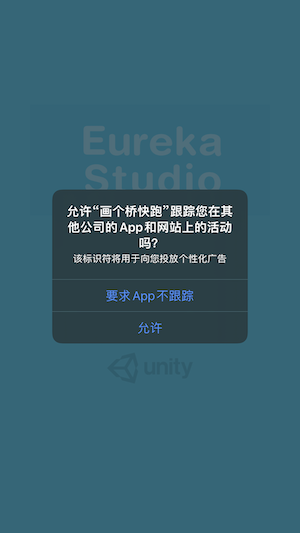 Eureka
Studio
允许“画个桥快跑”跟踪您在其
他公司的App和网站上的活动
吗?
该标识符将用于向您投放个性化广告
要求App不跟踪
允许
unity